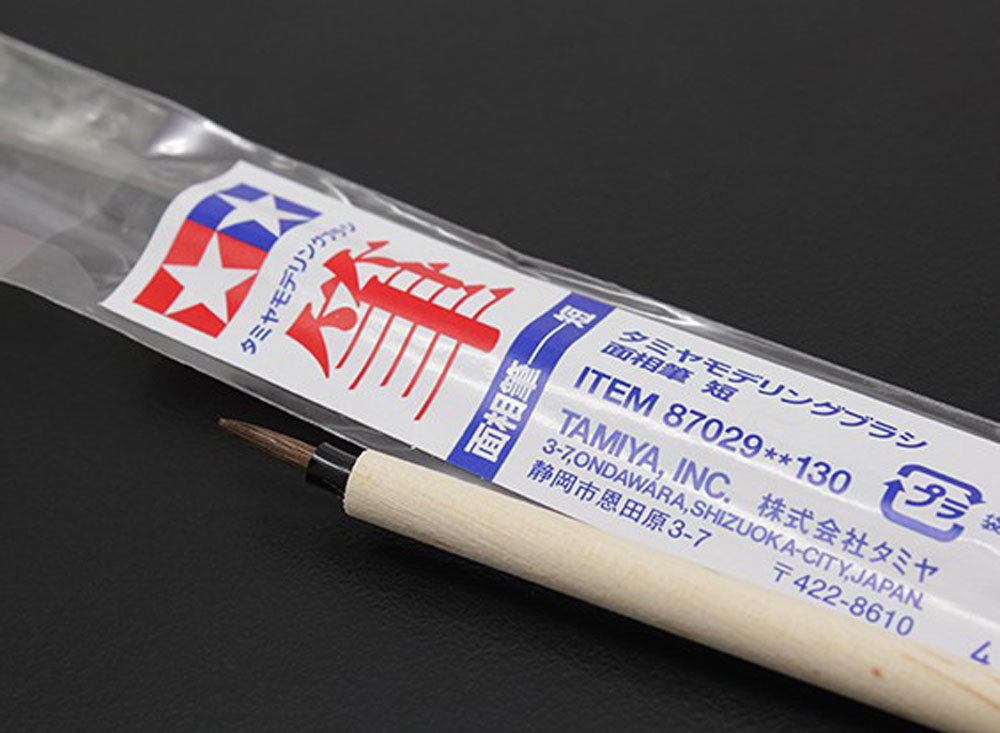 タミヤモデリングブラシ
筆
面相筆─短
タミヤモデリングブラシ
面相筆 短
ITEM 87029**130
TAMIYA, INC. 株式会社タミヤ
3-7,ONDAWARA,SHIZUOKA-CITY,JAPAN.
静岡市恩田原3-7
〒422-8610
プラ
袋
ム